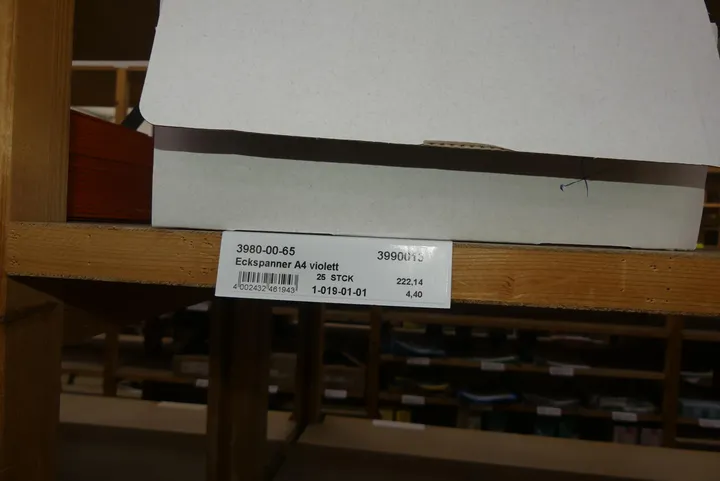 3980-00-65 3990013
Eckspanner A4 violett
25 STCK 222,14
4 002432 461943 1-019-01-01 4,40